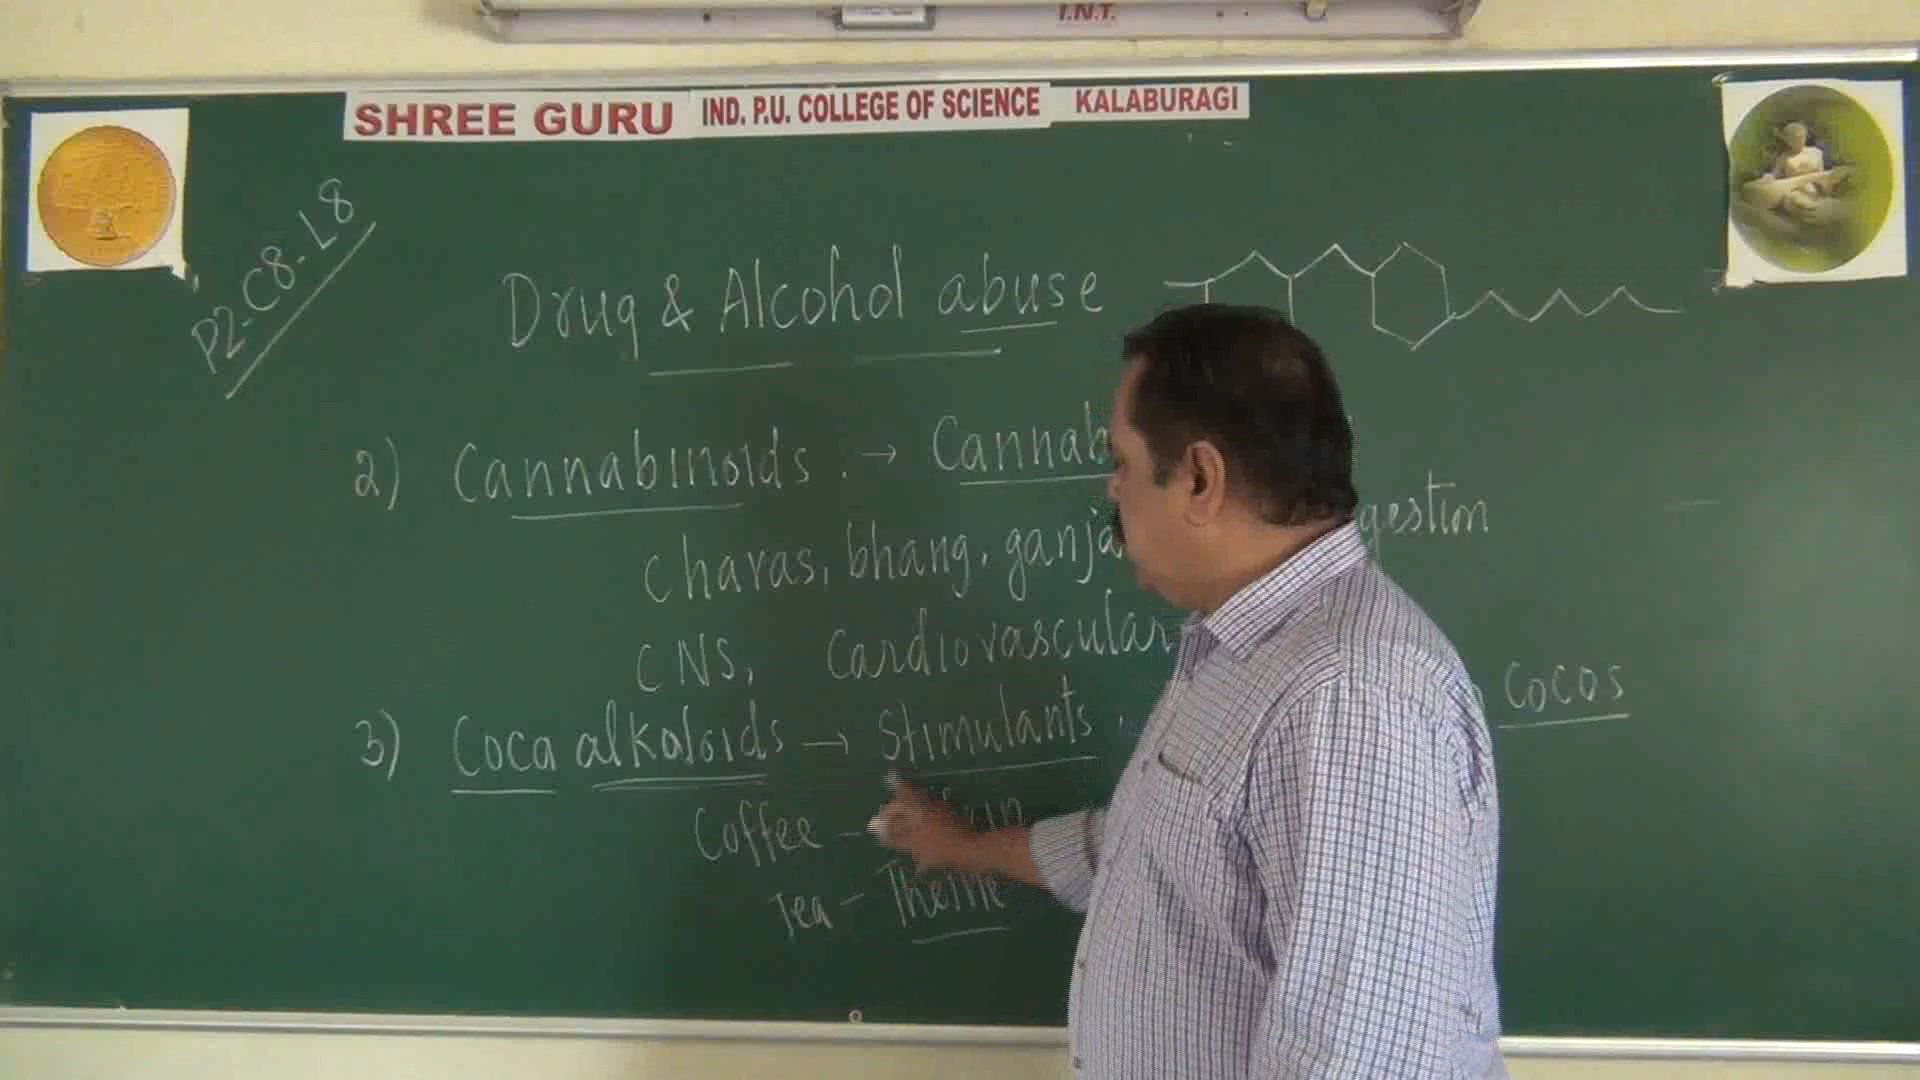 I.N.T.
SHREE GURU IND. P.U. COLLEGE OF SCIENCE KALABURAGI
P2-C8-L8
Drug & Alcohol abuse
2) Cannabinoids . → Cannab
Charas, bhang, ganja gestion
CNS, Cardiovascular
3) Coca alkaloids → Stimulants . Cocos
Coffee –
Tea – Theine